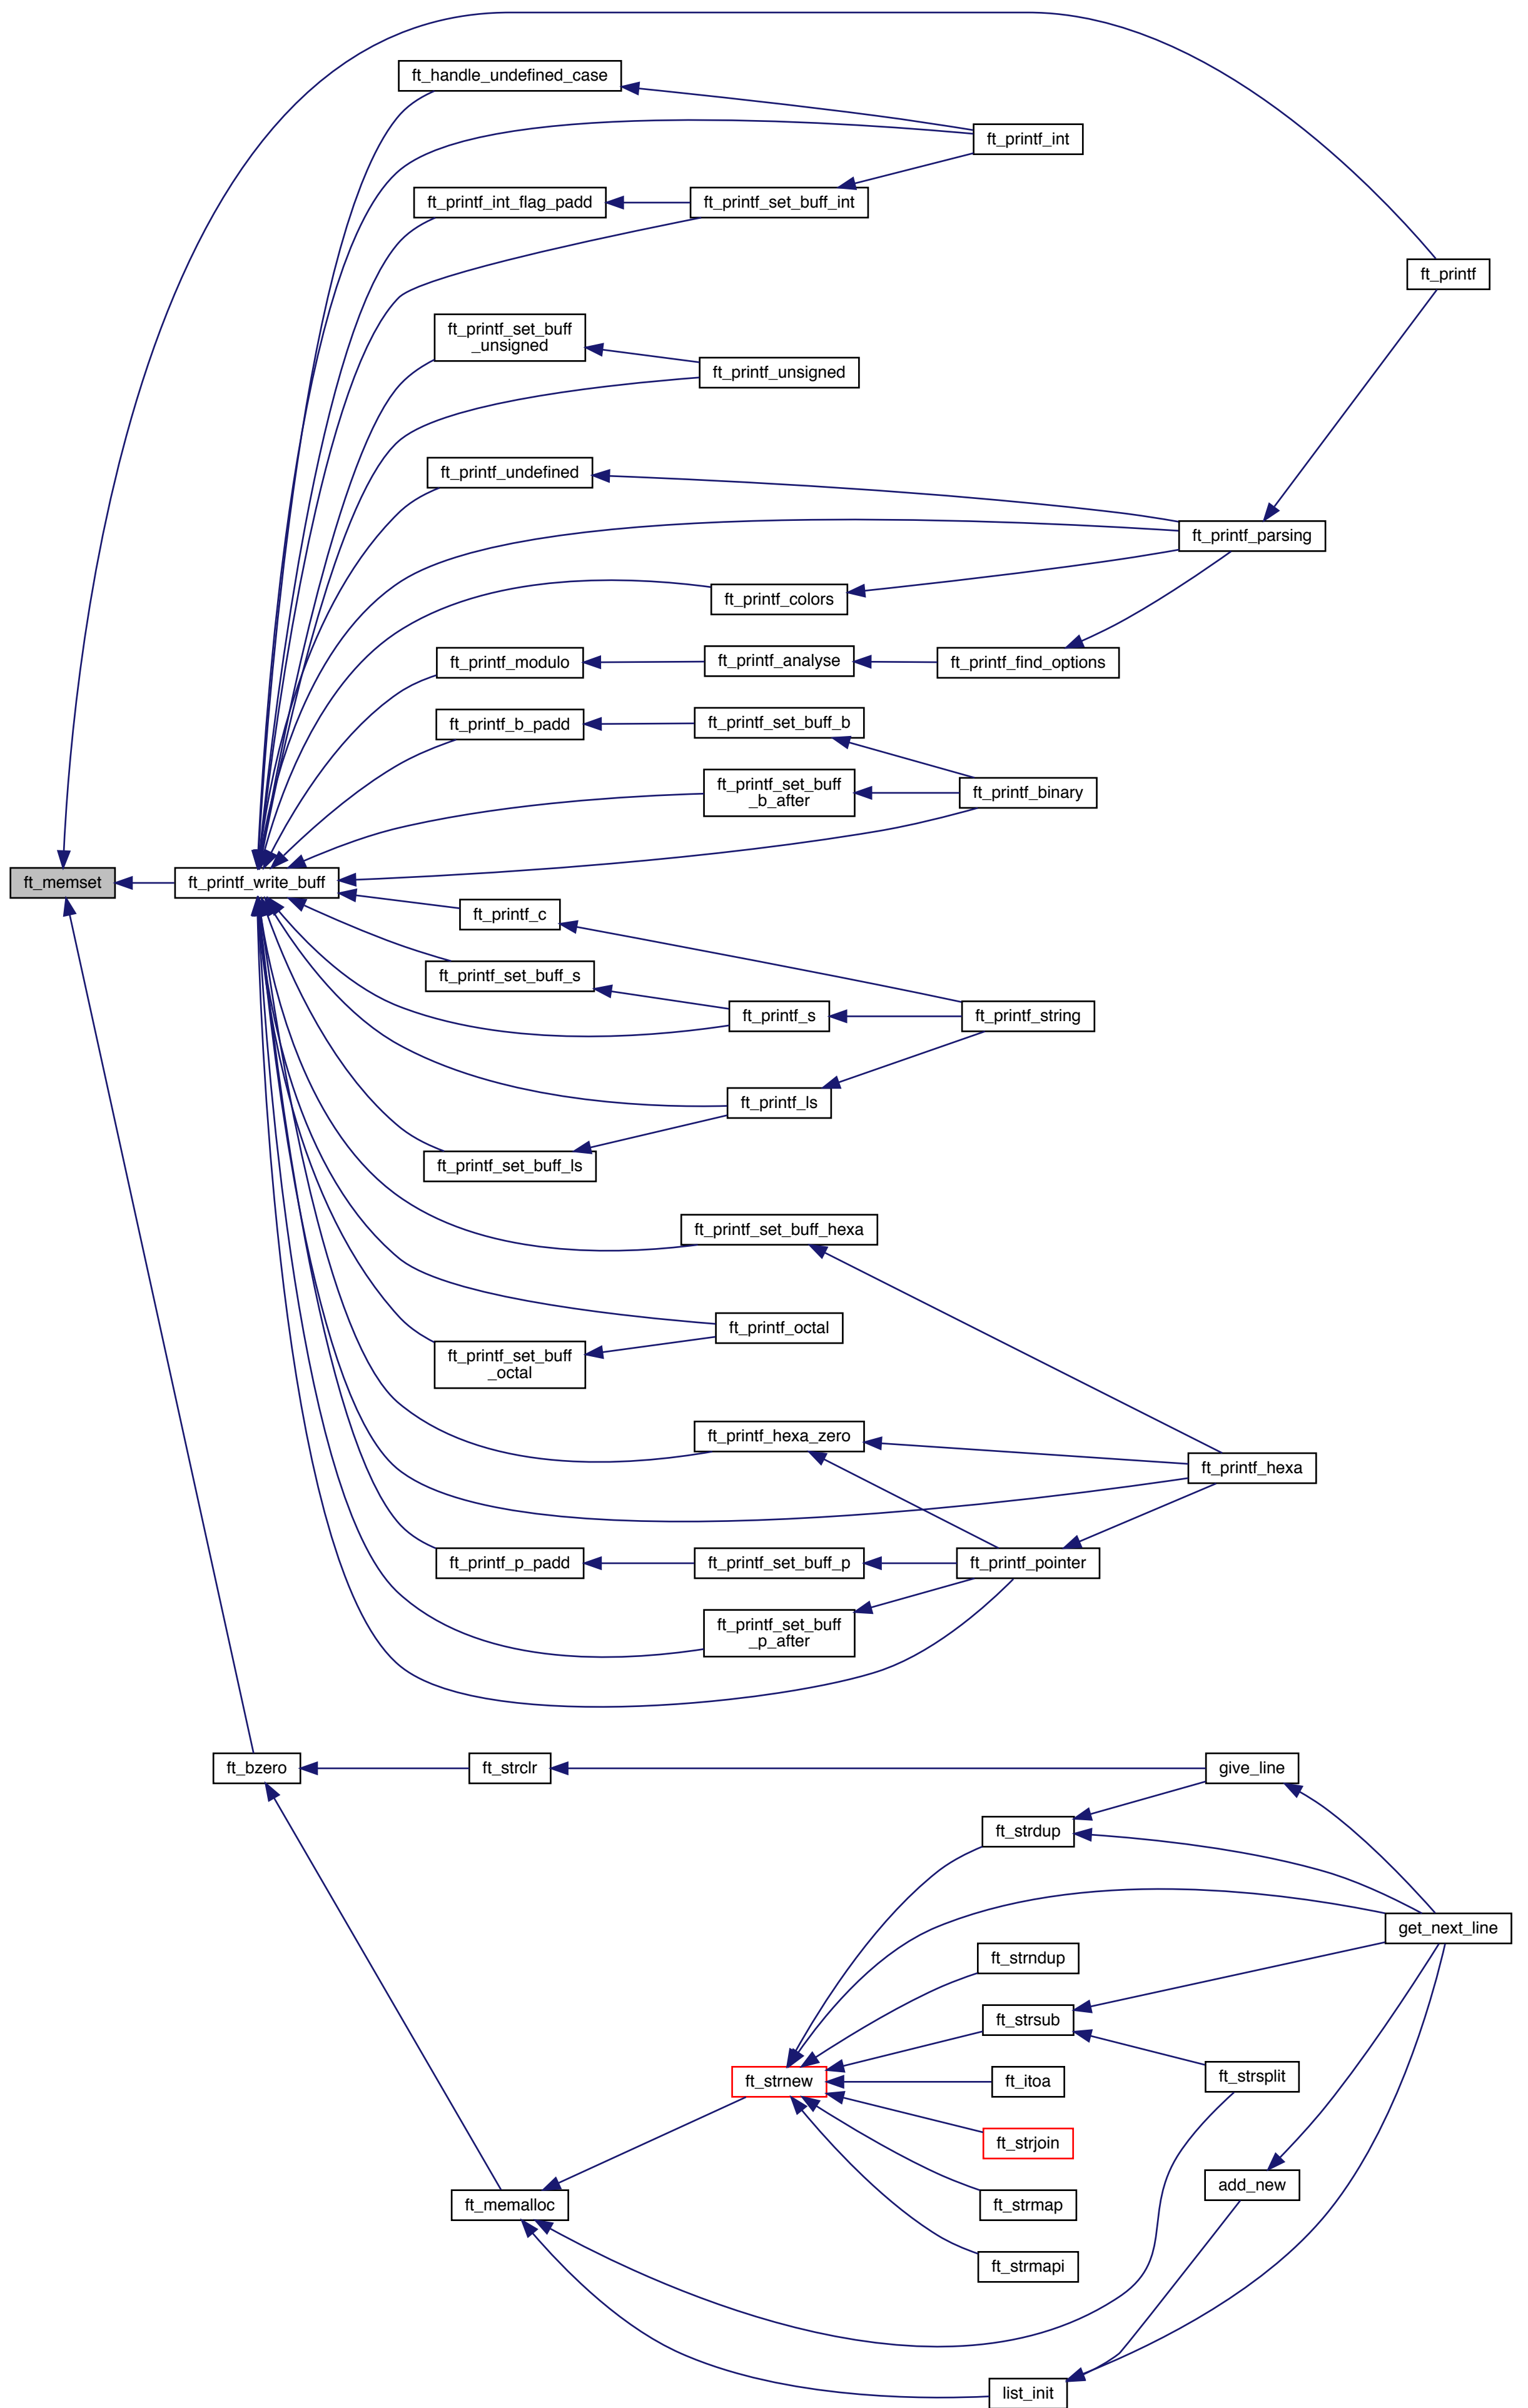 ft_handle_undefined_case
ft_printf_int
ft_printf_int_flag_padd
ft_printf_set_buff_int
ft_printf
ft_printf_set_buff
_unsigned
ft_printf_unsigned
ft_printf_undefined
ft_printf_parsing
ft_printf_colors
ft_printf_modulo
ft_printf_analyse
ft_printf_find_options
ft_printf_b_padd
ft_printf_set_buff_b
ft_printf_set_buff
_b_after
ft_printf_binary
ft_memset
ft_printf_write_buff
ft_printf_c
ft_printf_set_buff_s
ft_printf_s
ft_printf_string
ft_printf_ls
ft_printf_set_buff_ls
ft_printf_set_buff_hexa
ft_printf_octal
ft_printf_set_buff
_octal
ft_printf_hexa_zero
ft_printf_hexa
ft_printf_p_padd
ft_printf_set_buff_p
ft_printf_pointer
ft_printf_set_buff
_p_after
ft_bzero
ft_strclr
give_line
ft_strdup
get_next_line
ft_strndup
ft_strsub
ft_strnew
ft_itoa
ft_strsplit
ft_strjoin
add_new
ft_memalloc
ft_strmap
ft_strmapi
list_init